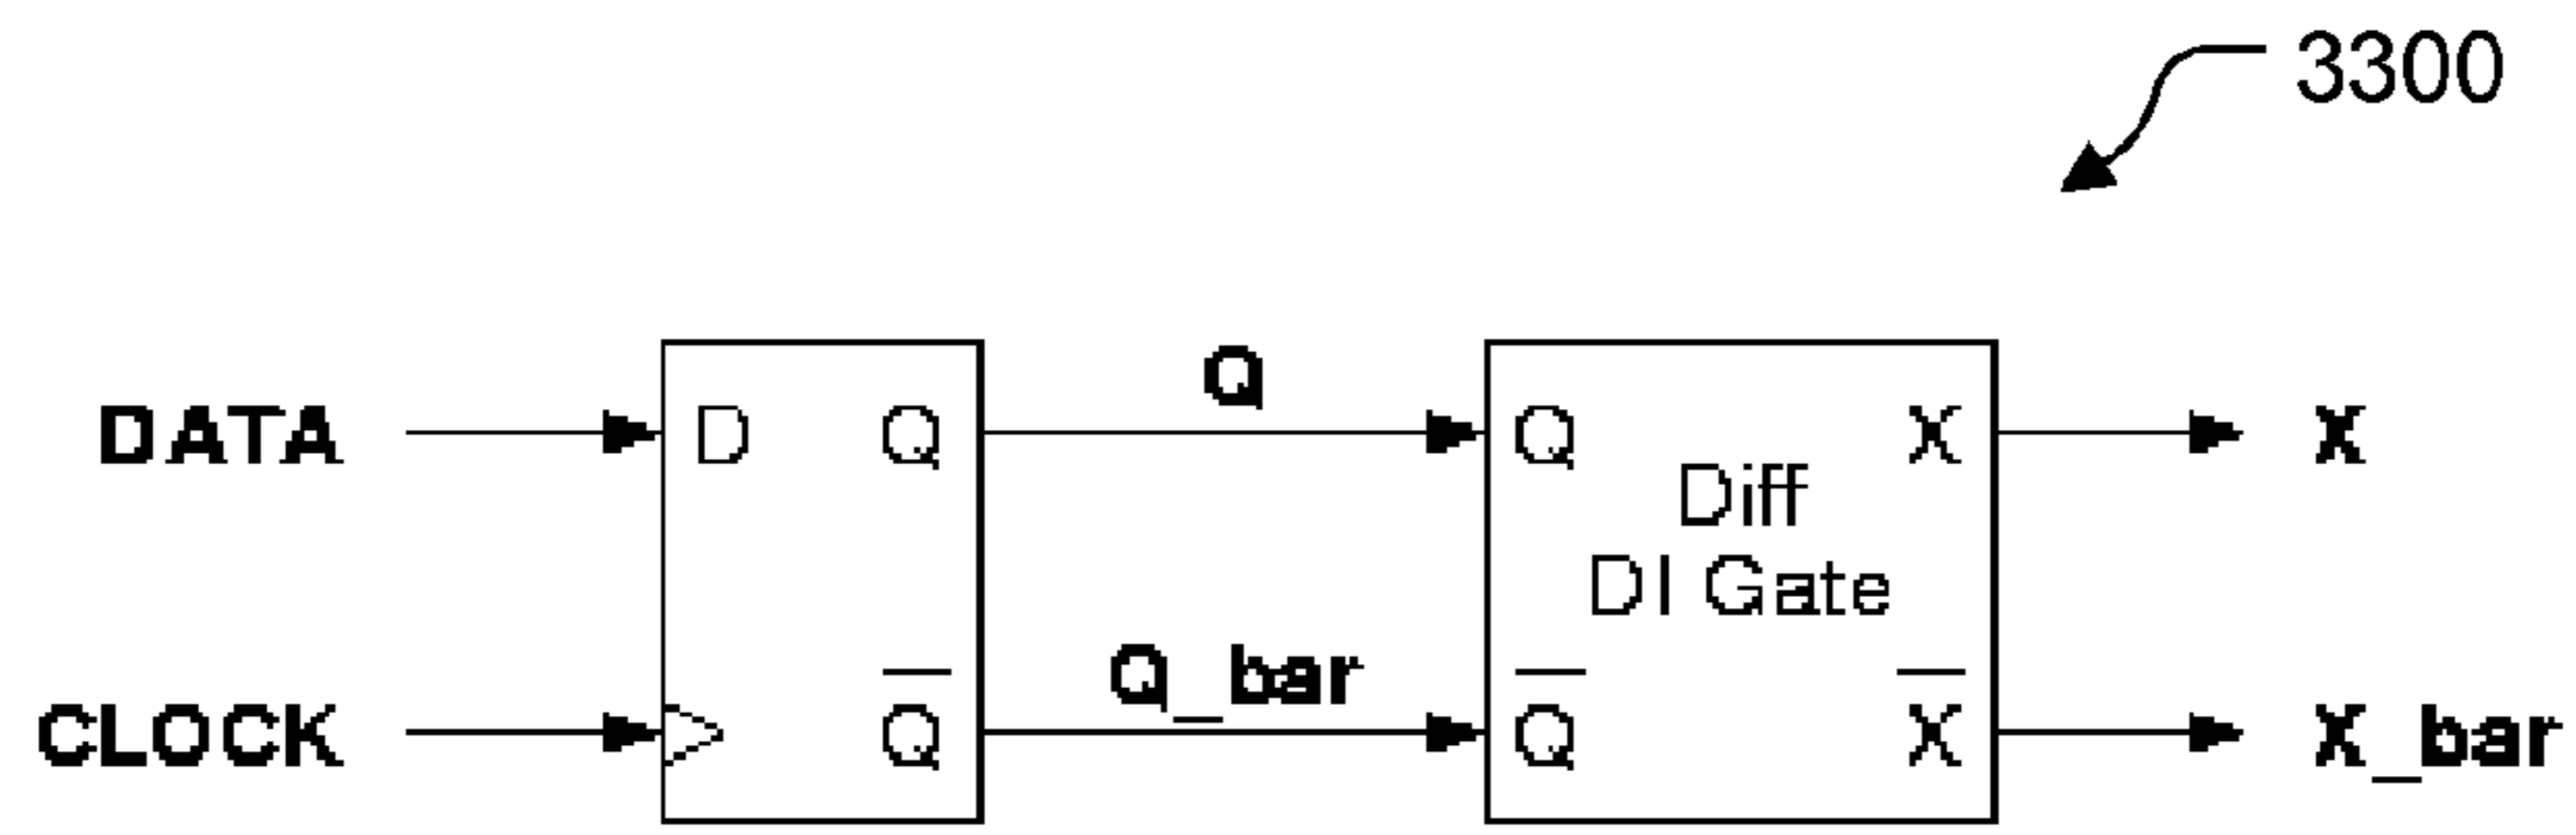 3300
Q
DATA D Q Q X X
Diff
DI Gate
Q_bar
CLOCK Q̅ Q̅ X̅ X_bar